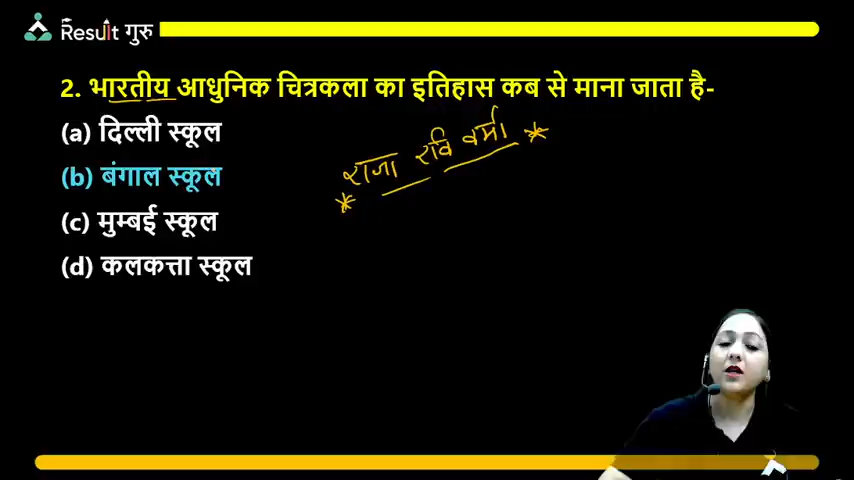 Result गुरु
2. भारतीय आधुनिक चित्रकला का इतिहास कब से माना जाता है-
(a) दिल्ली स्कूल
राजा रवि वर्मा
(b) बंगाल स्कूल
(c) मुम्बई स्कूल
(d) कलकत्ता स्कूल